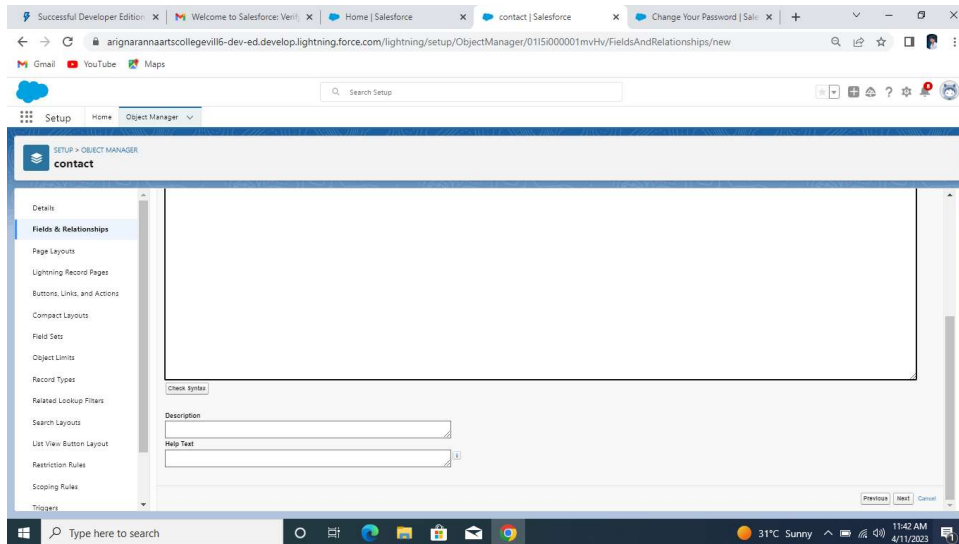 Successful Developer Edition
Welcome to Salesforce: Verify
Home | Salesforce
contact | Salesforce
Change Your Password | Sale
arignarannaartscollegevill6-dev-ed.develop.lightning.force.com/lightning/setup/ObjectManager/01I5i000001mvHv/FieldsAndRelationships/new
Gmail YouTube Maps
Search Setup
Setup Home Object Manager
SETUP > OBJECT MANAGER
contact
Details
Fields & Relationships
Page Layouts
Lightning Record Pages
Buttons, Links, and Actions
Compact Layouts
Field Sets
Object Limits
Record Types
Related Lookup Filters
Search Layouts
List View Button Layout
Restriction Rules
Scoping Rules
Triggers
Check Syntax
Description
Help Text
Previous Next Cancel
Type here to search
31°C Sunny
11:42 AM
4/11/2023